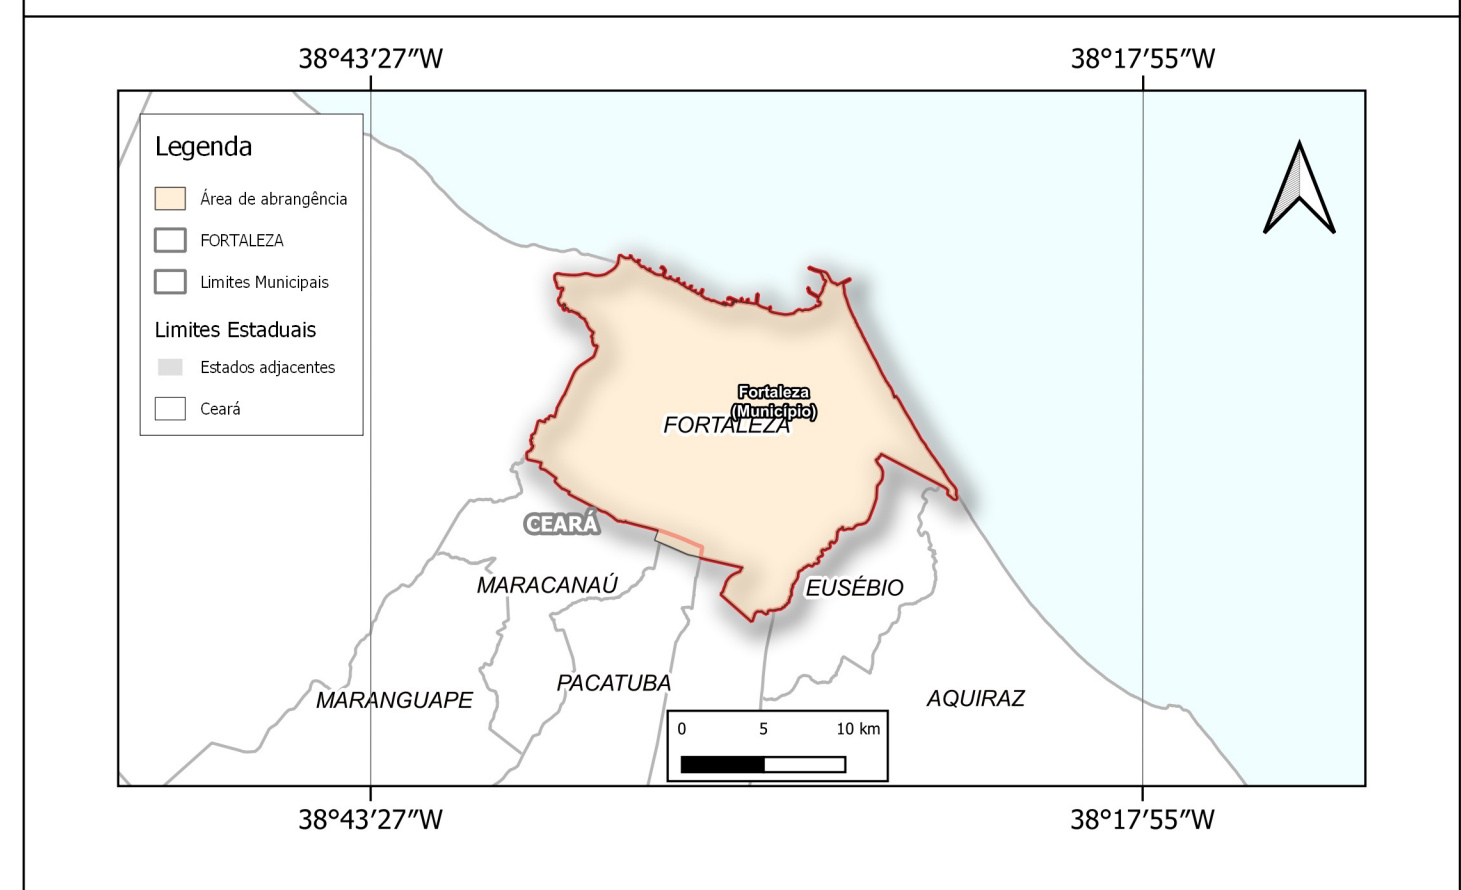 38°43′27″W
38°17′55″W
Legenda
Área de abrangência
FORTALEZA
Limites Municipais
Limites Estaduais
Estados adjacentes
Ceará
Fortaleza
(Município)
FORTALEZA
CEARÁ
MARACANAÚ
EUSÉBIO
PACATUBA
MARANGUAPE
AQUIRAZ
0 5 10 km
38°43′27″W
38°17′55″W